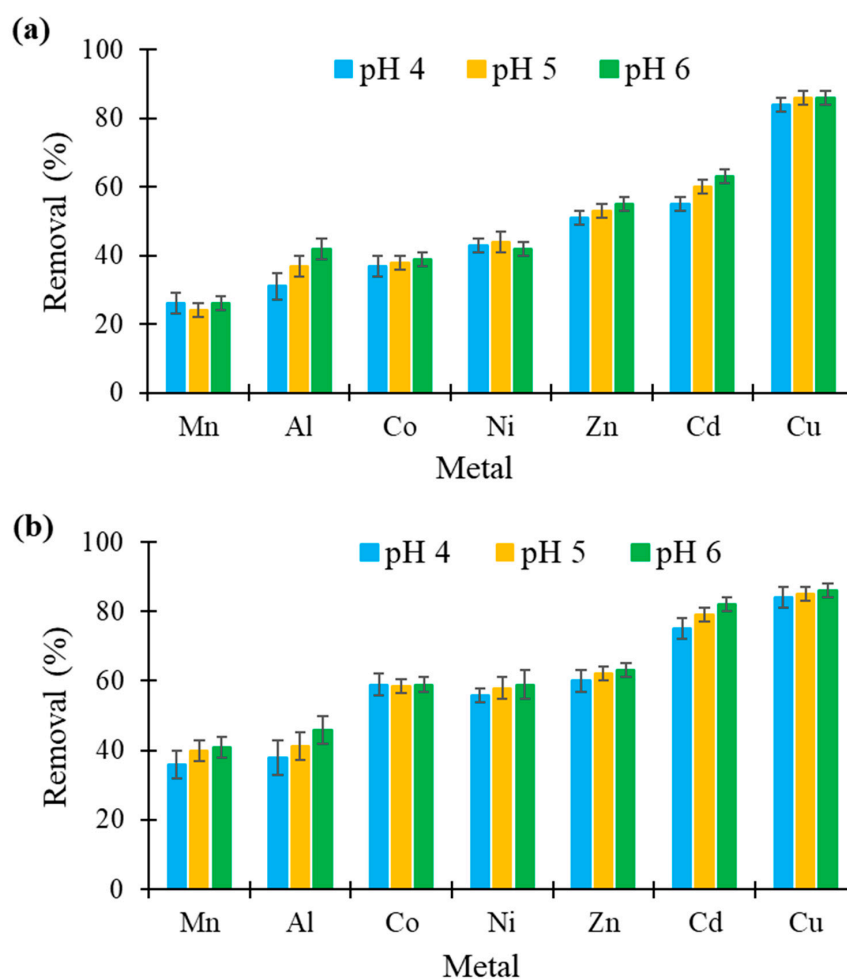 (a)
100
pH 4 pH 5 pH 6
80
60
40
20
0
Removal (%)
Mn Al Co Ni Zn Cd Cu
Metal
(b)
100
pH 4 pH 5 pH 6
80
60
40
20
0
Removal (%)
Mn Al Co Ni Zn Cd Cu
Metal